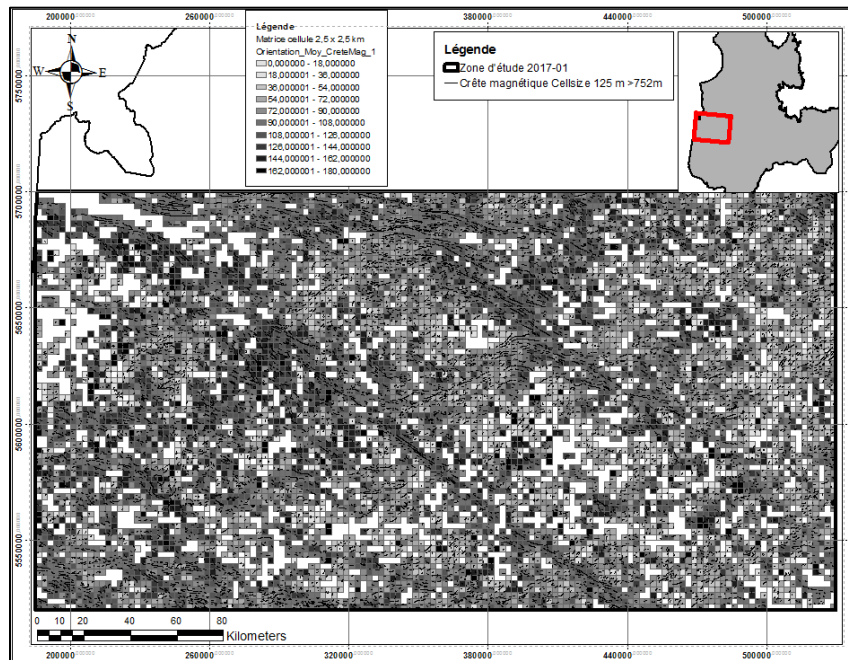 200000
260000
380000
440000
500000
Légende
Matrice cellule 2,5 x 2,5 km
Orientation_Moy_CreteMag_1
0,000000 - 18,000000
18,000001 - 36,000000
36,000001 - 54,000000
54,000001 - 72,000000
72,000001 - 90,000000
90,000001 - 108,000000
108,000001 - 126,000000
126,000001 - 144,000000
144,000001 - 162,000000
162,000001 - 180,000000
Légende
Zone d'étude 2017-01
Crête magnétique Cellsize 125 m >752m
N
W
E
S
5750000
5700000
5650000
5600000
5550000
0 10 20 40 60 80
Kilometers
200000
260000
320000
380000
440000
500000